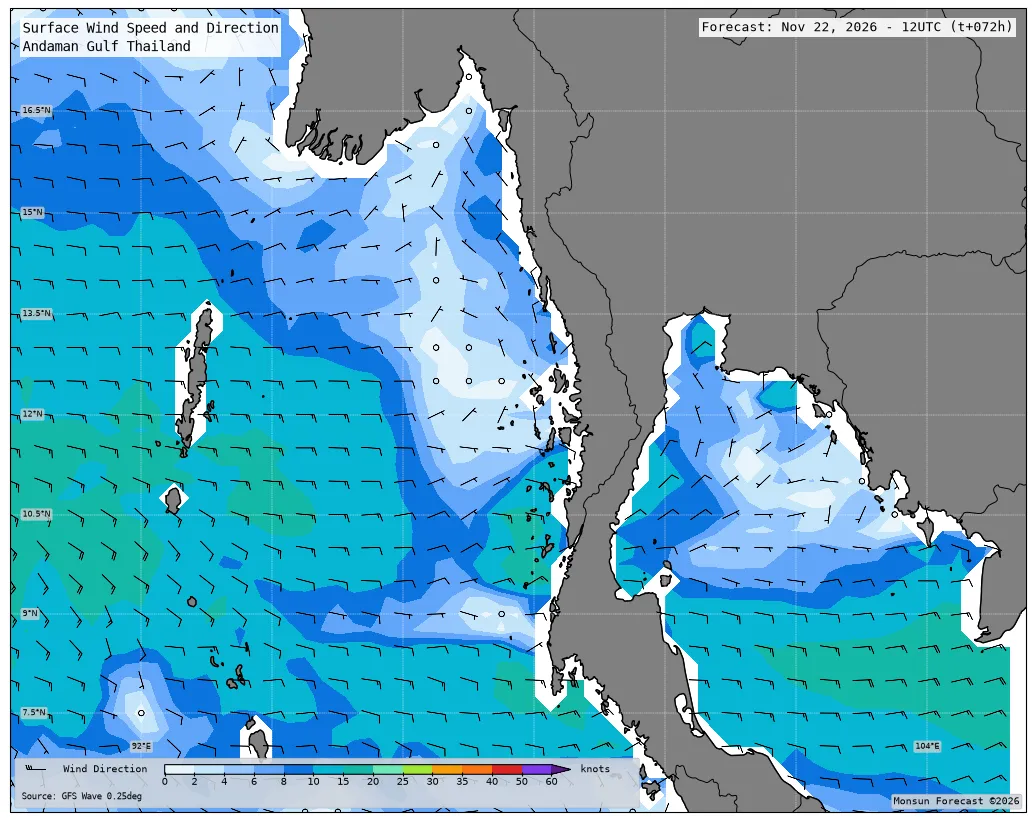 Surface Wind Speed and Direction
Andaman Gulf Thailand
Forecast: Nov 22, 2026 - 12UTC (t+072h)
16.5°N
15°N
13.5°N
12°N
10.5°N
9°N
7.5°N
92°E
104°E
Wind Direction
0 2 4 6 8 10 15 20 25 30 35 40 50 60
knots
Source: GFS Wave 0.25deg
Monsun Forecast ©2026